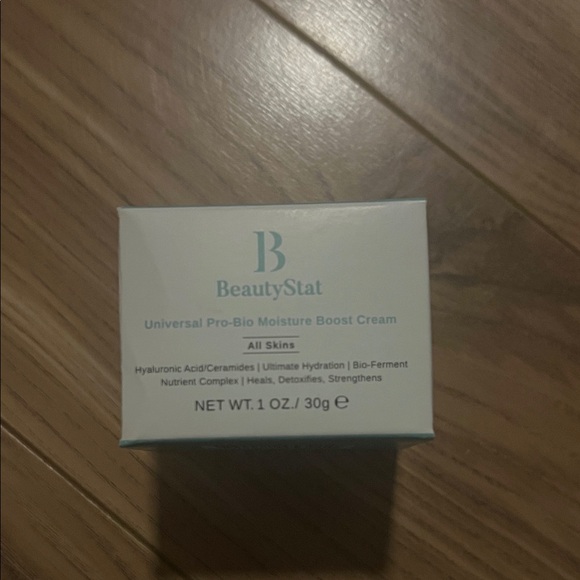 B
BeautyStat
Universal Pro-Bio Moisture Boost Cream
All Skins
Hyaluronic Acid/Ceramides | Ultimate Hydration | Bio-Ferment
Nutrient Complex | Heals, Detoxifies, Strengthens
NET WT. 1 OZ./ 30g ℮